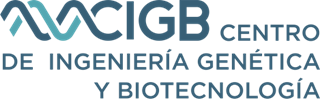 CIGB CENTRO
DE INGENIERÍA GENÉTICA
Y BIOTECNOLOGÍA